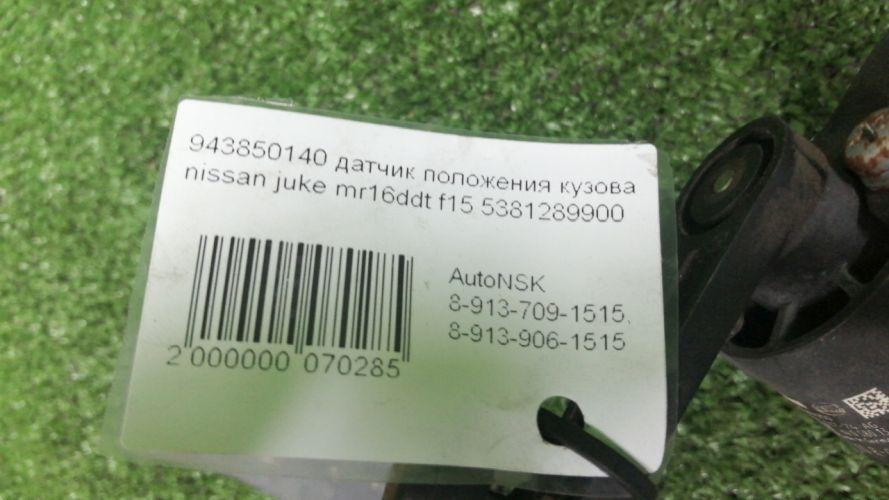 943850140 датчик положения кузова
nissan juke mr16ddt f15 5381289900
AutoNSK
8-913-709-1515,
8-913-906-1515
2 000000 070285